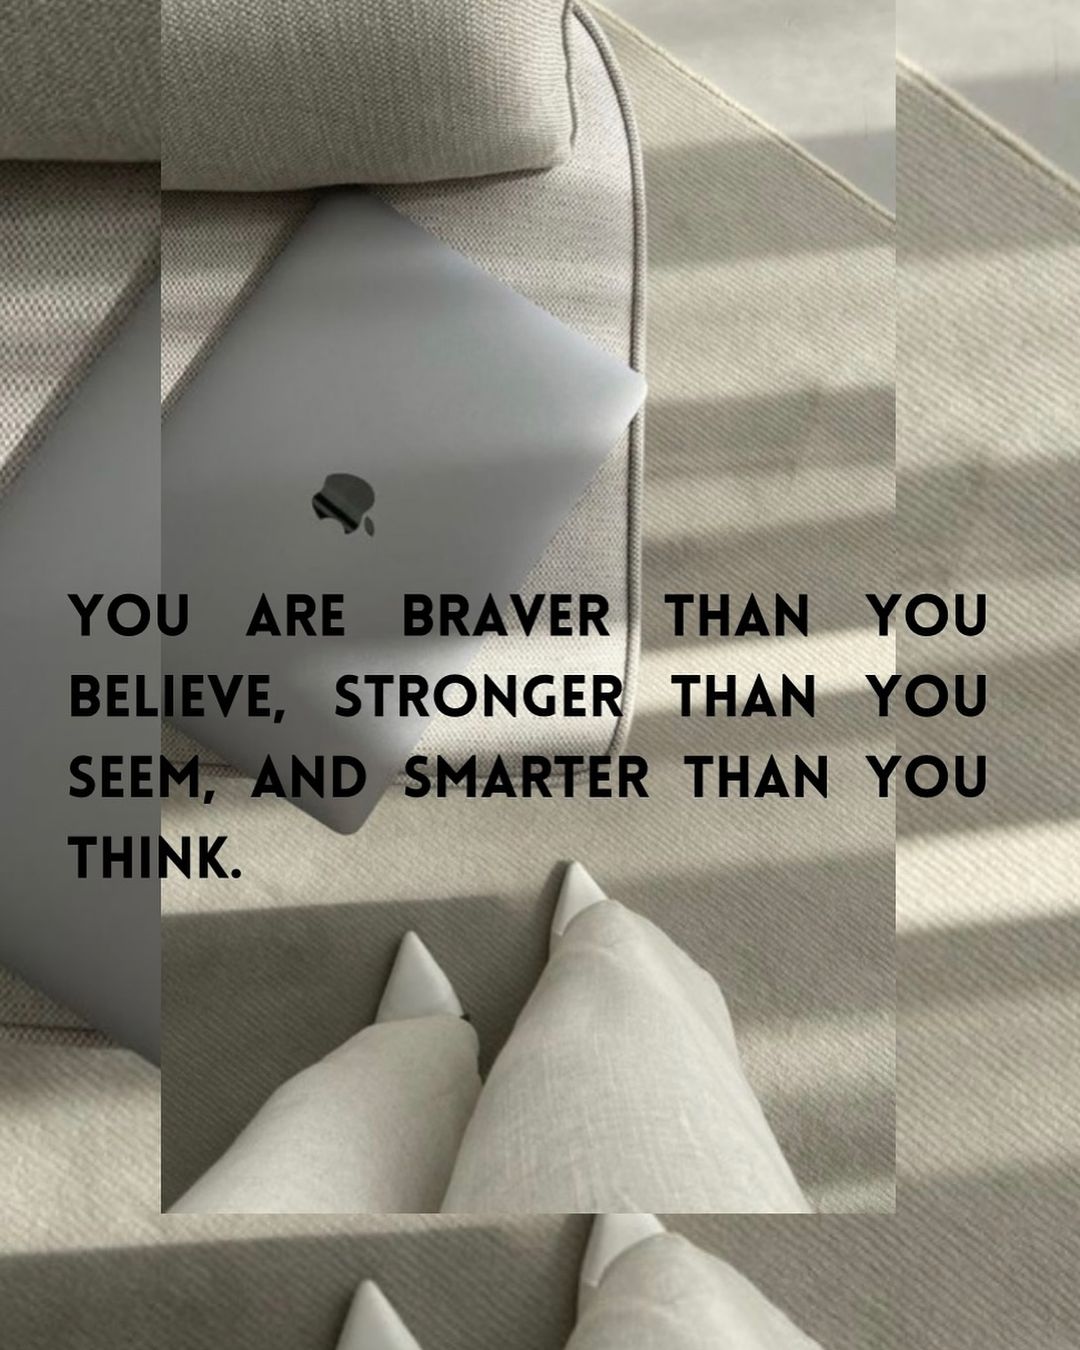 YOU ARE BRAVER THAN YOU
BELIEVE, STRONGER THAN YOU
SEEM, AND SMARTER THAN YOU
THINK.